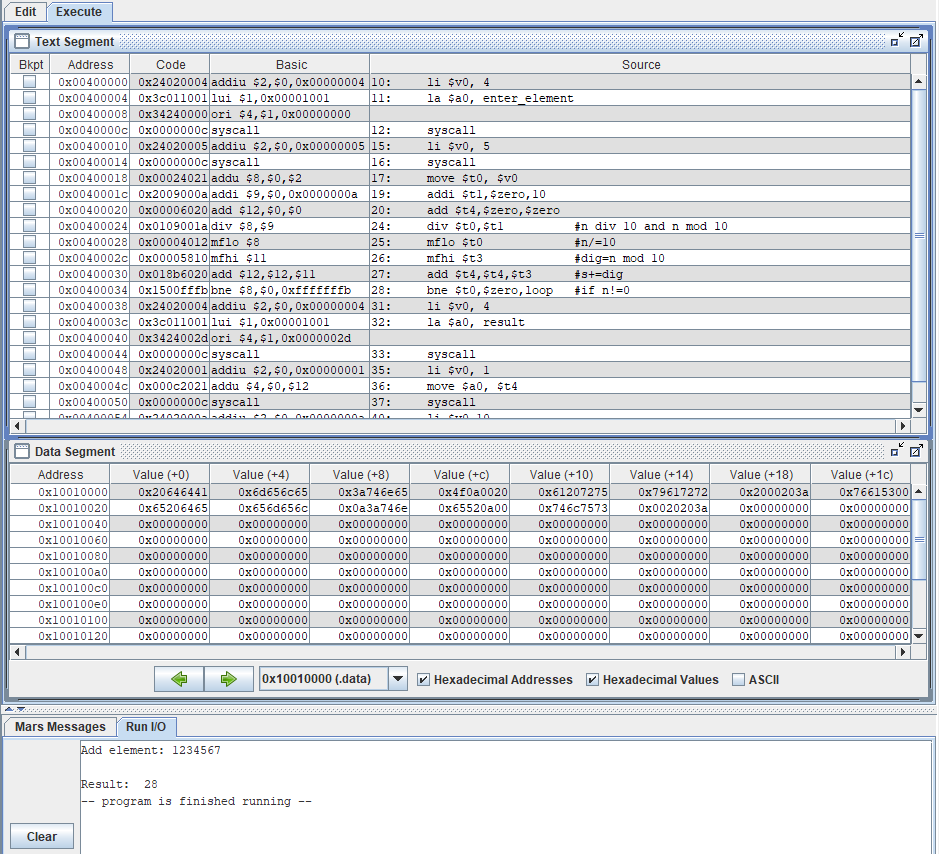 Edit Execute
Text Segment
Bkpt Address Code Basic Source
0x00400000 0x24020004 addiu $2,$0,0x00000004 10: li $v0, 4
0x00400004 0x3c011001 lui $1,0x00001001 11: la $a0, enter_element
0x00400008 0x34240000 ori $4,$1,0x00000000
0x0040000c 0x0000000c syscall 12: syscall
0x00400010 0x24020005 addiu $2,$0,0x00000005 15: li $v0, 5
0x00400014 0x0000000c syscall 16: syscall
0x00400018 0x00024021 addu $8,$0,$2 17: move $t0, $v0
0x0040001c 0x2009000a addi $9,$0,0x0000000a 19: addi $t1,$zero,10
0x00400020 0x00006020 add $12,$0,$0 20: add $t4,$zero,$zero
0x00400024 0x0109001a div $8,$9 24: div $t0,$t1 #n div 10 and n mod 10
0x00400028 0x00004012 mflo $8 25: mflo $t0 #n/=10
0x0040002c 0x00005810 mfhi $11 26: mfhi $t3 #dig=n mod 10
0x00400030 0x018b6020 add $12,$12,$11 27: add $t4,$t4,$t3 #s+=dig
0x00400034 0x1500fffb bne $8,$0,0xfffffffb 28: bne $t0,$zero,loop #if n!=0
0x00400038 0x24020004 addiu $2,$0,0x00000004 31: li $v0, 4
0x0040003c 0x3c011001 lui $1,0x00001001 32: la $a0, result
0x00400040 0x3424002d ori $4,$1,0x0000002d
0x00400044 0x0000000c syscall 33: syscall
0x00400048 0x24020001 addiu $2,$0,0x00000001 35: li $v0, 1
0x0040004c 0x000c2021 addu $4,$0,$12 36: move $a0, $t4
0x00400050 0x0000000c syscall 37: syscall
0x00400054 0x2402000a addiu $2,$0,0x0000000a 40: li $v0,10
Data Segment
Address Value (+0) Value (+4) Value (+8) Value (+c) Value (+10) Value (+14) Value (+18) Value (+1c)
0x10010000 0x20646441 0x6d656c65 0x3a746e65 0x4f0a0020 0x61207275 0x79617272 0x2000203a 0x76615300
0x10010020 0x65206465 0x656d656c 0x0a3a746e 0x65520a00 0x746c7573 0x0020203a 0x00000000 0x00000000
0x10010040 0x00000000 0x00000000 0x00000000 0x00000000 0x00000000 0x00000000 0x00000000 0x00000000
0x10010060 0x00000000 0x00000000 0x00000000 0x00000000 0x00000000 0x00000000 0x00000000 0x00000000
0x10010080 0x00000000 0x00000000 0x00000000 0x00000000 0x00000000 0x00000000 0x00000000 0x00000000
0x100100a0 0x00000000 0x00000000 0x00000000 0x00000000 0x00000000 0x00000000 0x00000000 0x00000000
0x100100c0 0x00000000 0x00000000 0x00000000 0x00000000 0x00000000 0x00000000 0x00000000 0x00000000
0x100100e0 0x00000000 0x00000000 0x00000000 0x00000000 0x00000000 0x00000000 0x00000000 0x00000000
0x10010100 0x00000000 0x00000000 0x00000000 0x00000000 0x00000000 0x00000000 0x00000000 0x00000000
0x10010120 0x00000000 0x00000000 0x00000000 0x00000000 0x00000000 0x00000000 0x00000000 0x00000000
0x10010000 (.data) Hexadecimal Addresses Hexadecimal Values ASCII
Mars Messages Run I/O
Add element: 1234567
Result:  28
-- program is finished running --
Clear